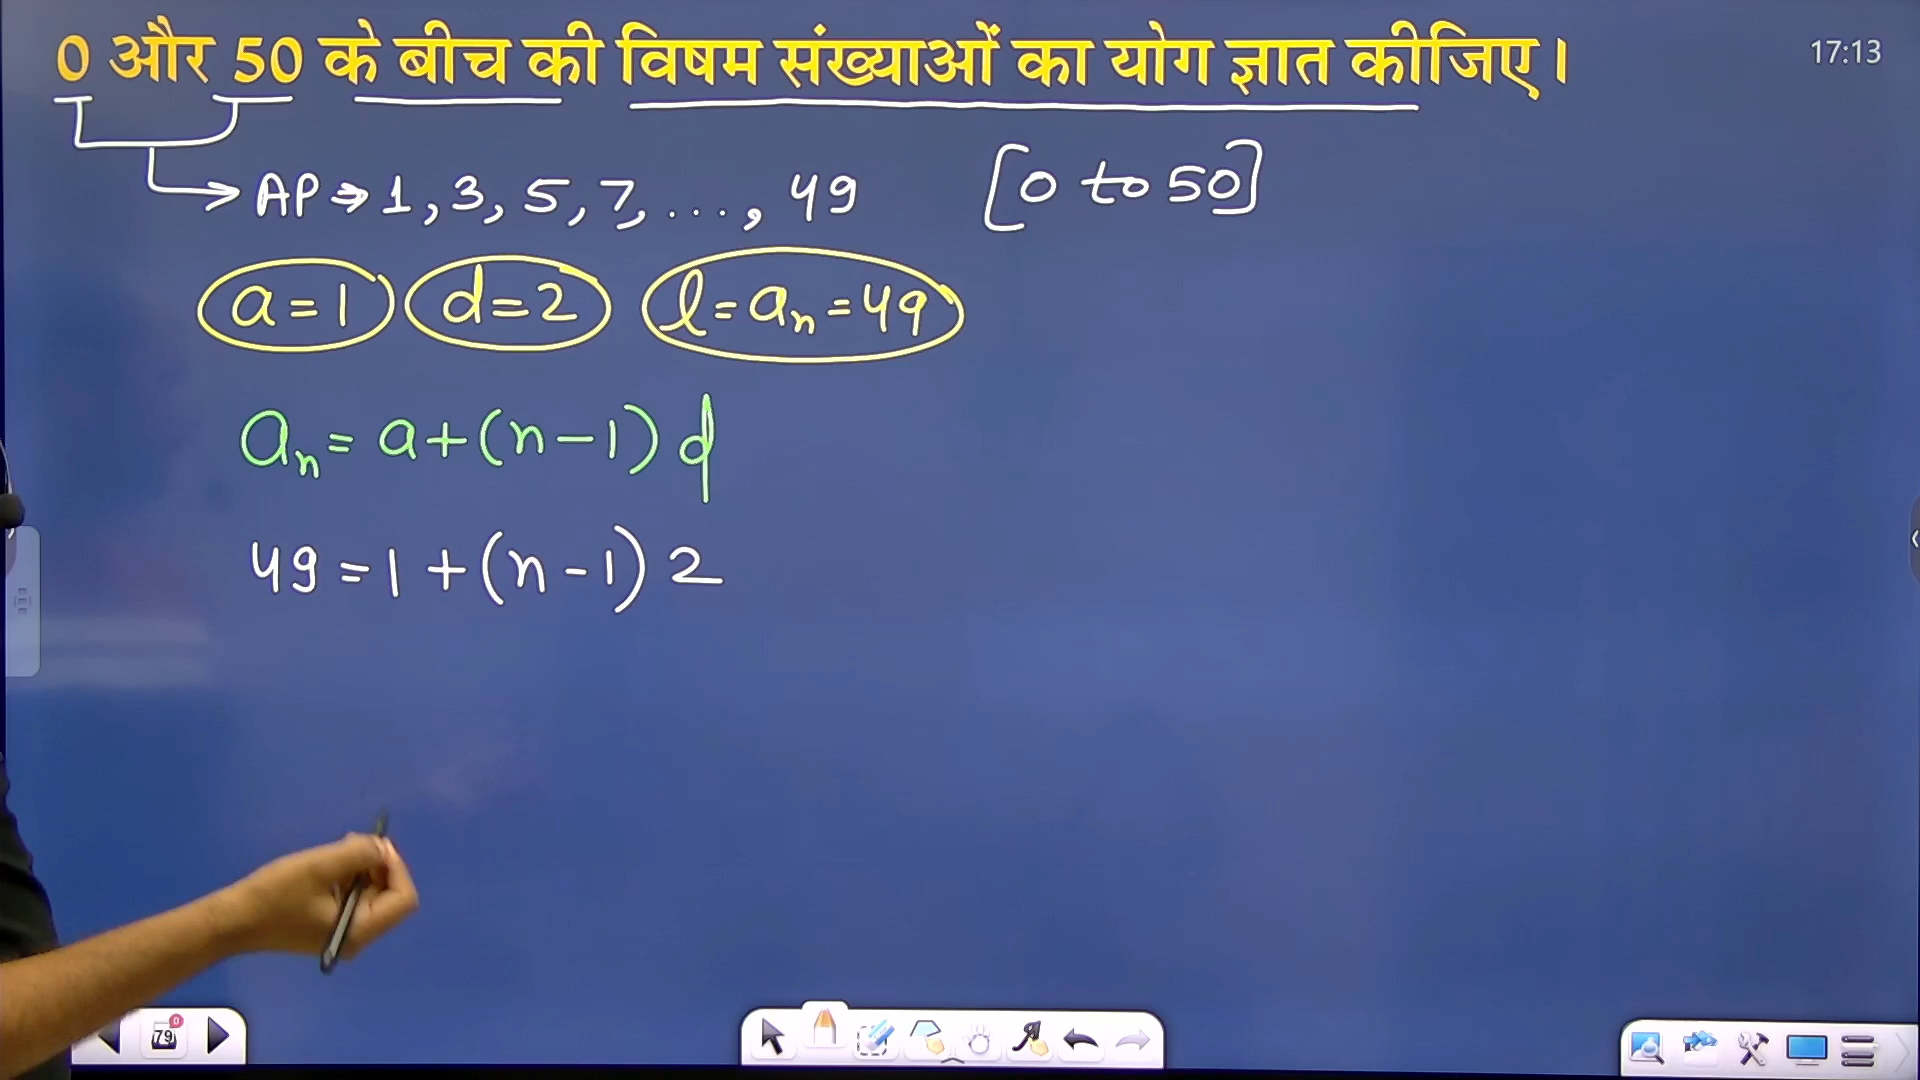 0 और 50 के बीच की विषम संख्याओं का योग ज्ञात कीजिए।
17:13
AP ⇒ 1, 3, 5, 7, ..., 49 [0 to 50]
a=1 d=2 l=aₙ=49
aₙ = a+(n-1)d
49 = 1+(n-1)2
79
0